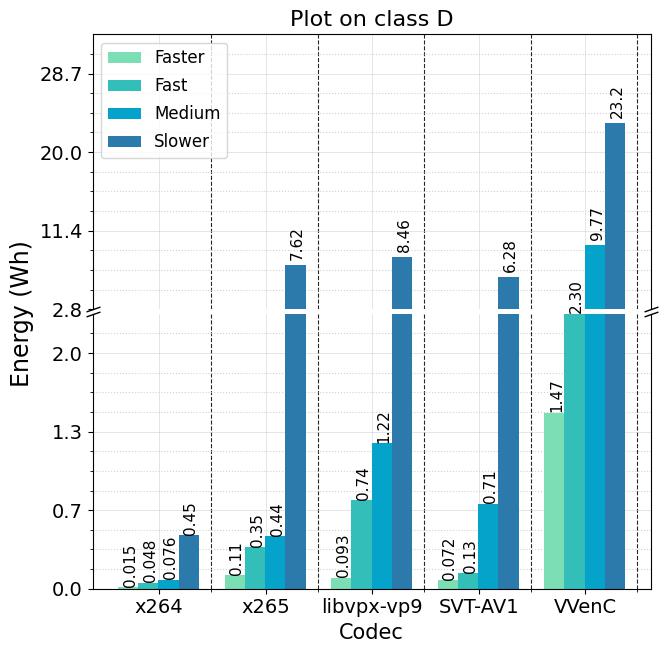 Plot on class D
Faster
Fast
Medium
Slower
Energy (Wh)
28.7
20.0
11.4
2.8
2.0
1.3
0.7
0.0
0.015
0.048
0.076
0.45
0.11
0.35
0.44
7.62
0.093
0.74
1.22
8.46
0.072
0.13
0.71
6.28
1.47
2.30
9.77
23.2
x264
x265
libvpx-vp9
SVT-AV1
VVenC
Codec